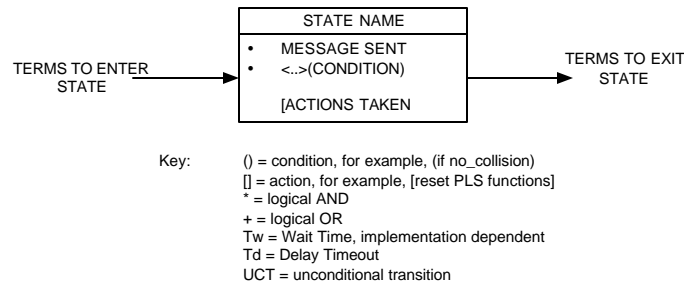 STATE NAME
• MESSAGE SENT
• <..>(CONDITION)
[ACTIONS TAKEN
TERMS TO ENTER
STATE
TERMS TO EXIT
STATE
Key: () = condition, for example, (if no_collision)
[] = action, for example, [reset PLS functions]
* = logical AND
+ = logical OR
Tw = Wait Time, implementation dependent
Td = Delay Timeout
UCT = unconditional transition